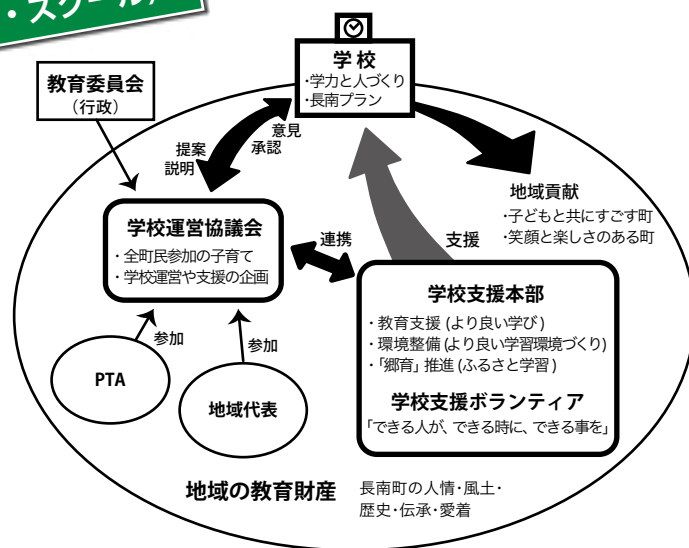 ・スクール
学校
・学力と人づくり
・長南プラン
教育委員会
（行政）
意見
承認
提案
説明
地域貢献
・子どもと共にすごす町
・笑顔と楽しさのある町
学校運営協議会
・全町民参加の子育て
・学校運営や支援の企画
連携
支援
学校支援本部
・教育支援(より良い学び)
・環境整備(より良い学習環境づくり)
・「郷育」推進(ふるさと学習)
学校支援ボランティア
「できる人が、できる時に、できる事を」
参加
参加
PTA
地域代表
地域の教育財産
長南町の人情・風土・
歴史・伝承・愛着